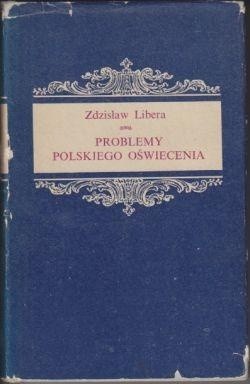 Zdzisław Libera
PROBLEMY
POLSKIEGO OŚWIECENIA